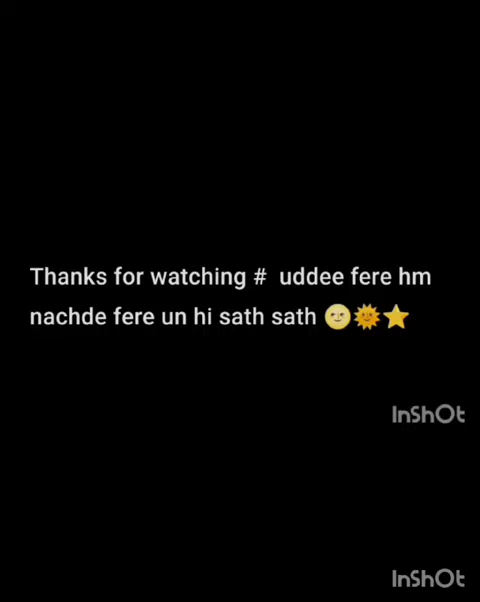 Thanks for watching #  uddee fere hm
nachde fere un hi sath sath 🌝🌞⭐
InShOt
InShOt